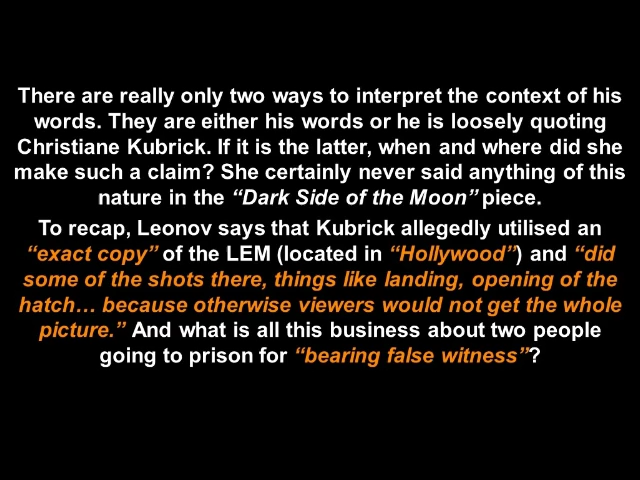 There are really only two ways to interpret the context of his
words. They are either his words or he is loosely quoting
Christiane Kubrick. If it is the latter, when and where did she
make such a claim? She certainly never said anything of this
nature in the “Dark Side of the Moon” piece.
To recap, Leonov says that Kubrick allegedly utilised an
“exact copy” of the LEM (located in “Hollywood”) and “did
some of the shots there, things like landing, opening of the
hatch… because otherwise viewers would not get the whole
picture.” And what is all this business about two people
going to prison for “bearing false witness”?